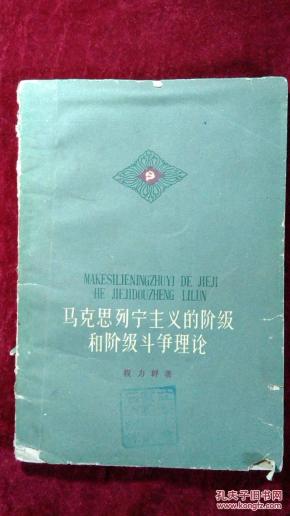 MAKESILIENINGZHUYI DE JIEJI
HE JIEJIDOUZHENG LILUN
马克思列宁主义的阶级
和阶级斗争理论
著
孔夫子旧书网